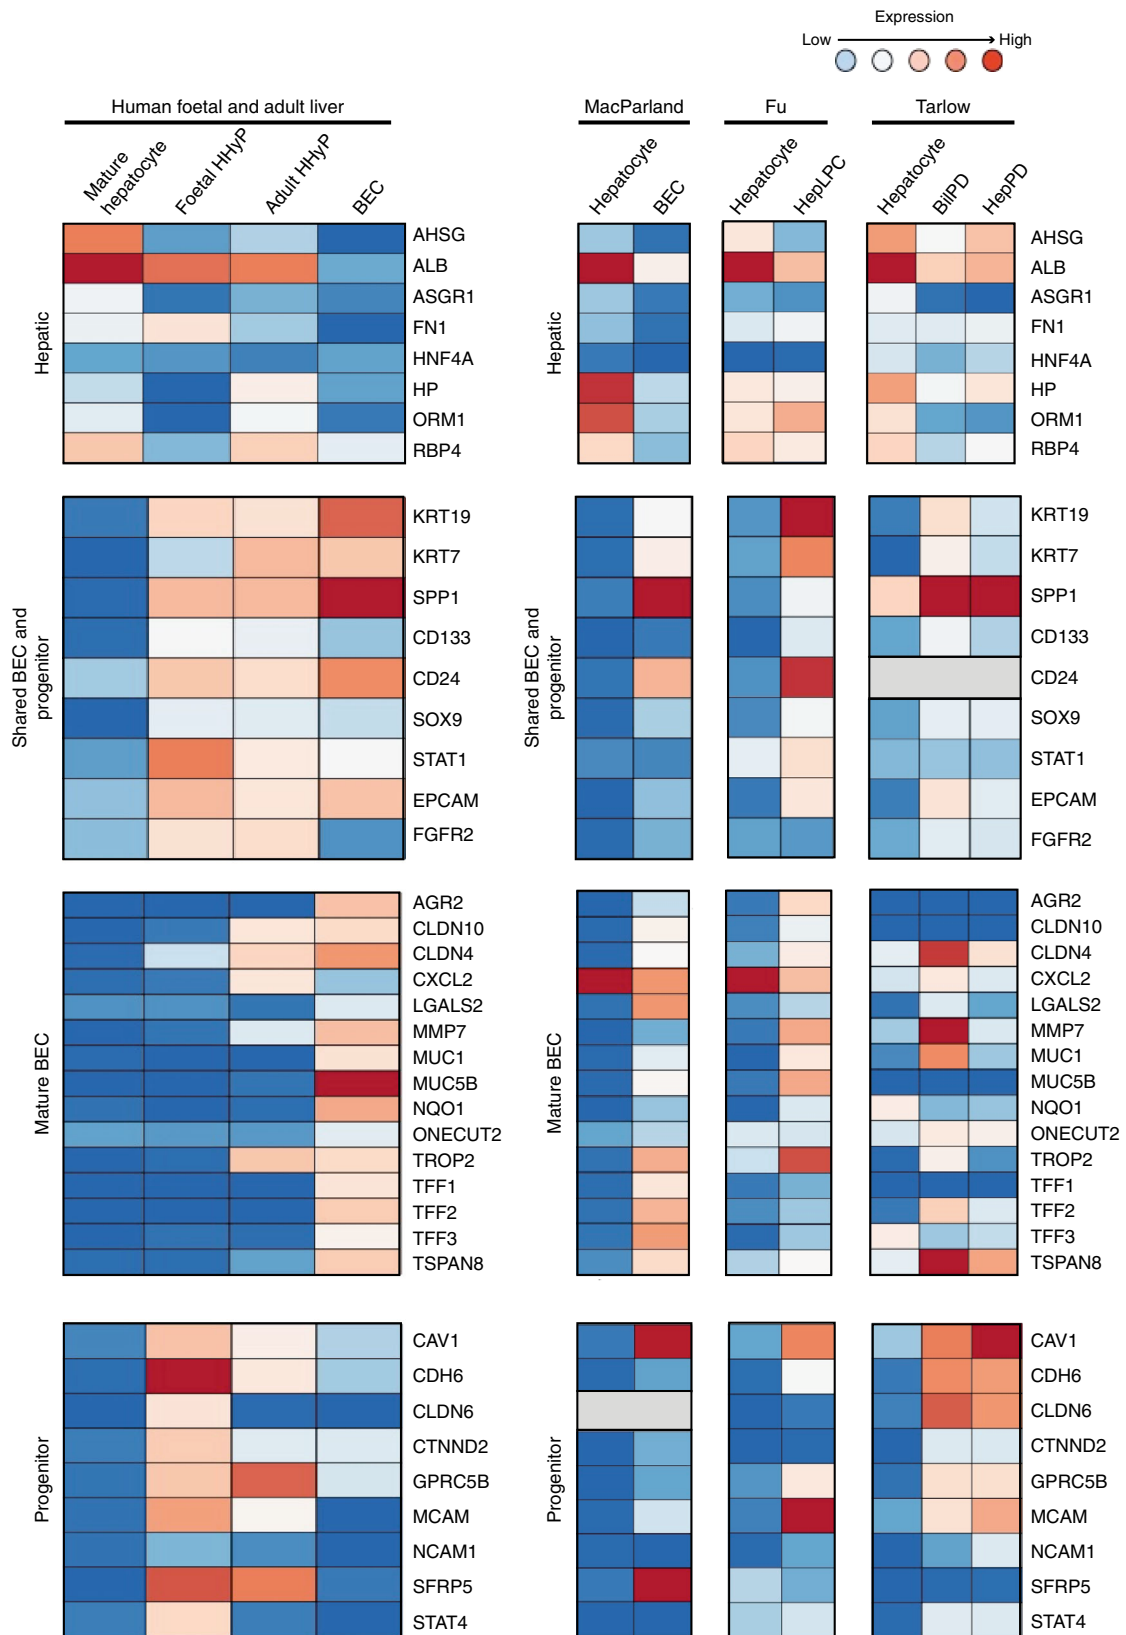 Expression
Low High
Human foetal and adult liver MacParland Fu Tarlow
Mature hepatocyte Foetal HHyP Adult HHyP BEC Hepatocyte BEC Hepatocyte HepLPC Hepatocyte BilPD HepPD
Hepatic Hepatic
AHSG AHSG
ALB ALB
ASGR1 ASGR1
FN1 FN1
HNF4A HNF4A
HP HP
ORM1 ORM1
RBP4 RBP4
Shared BEC and progenitor Shared BEC and progenitor
KRT19 KRT19
KRT7 KRT7
SPP1 SPP1
CD133 CD133
CD24 CD24
SOX9 SOX9
STAT1 STAT1
EPCAM EPCAM
FGFR2 FGFR2
Mature BEC Mature BEC
AGR2 AGR2
CLDN10 CLDN10
CLDN4 CLDN4
CXCL2 CXCL2
LGALS2 LGALS2
MMP7 MMP7
MUC1 MUC1
MUC5B MUC5B
NQO1 NQO1
ONECUT2 ONECUT2
TROP2 TROP2
TFF1 TFF1
TFF2 TFF2
TFF3 TFF3
TSPAN8 TSPAN8
Progenitor Progenitor
CAV1 CAV1
CDH6 CDH6
CLDN6 CLDN6
CTNND2 CTNND2
GPRC5B GPRC5B
MCAM MCAM
NCAM1 NCAM1
SFRP5 SFRP5
STAT4 STAT4